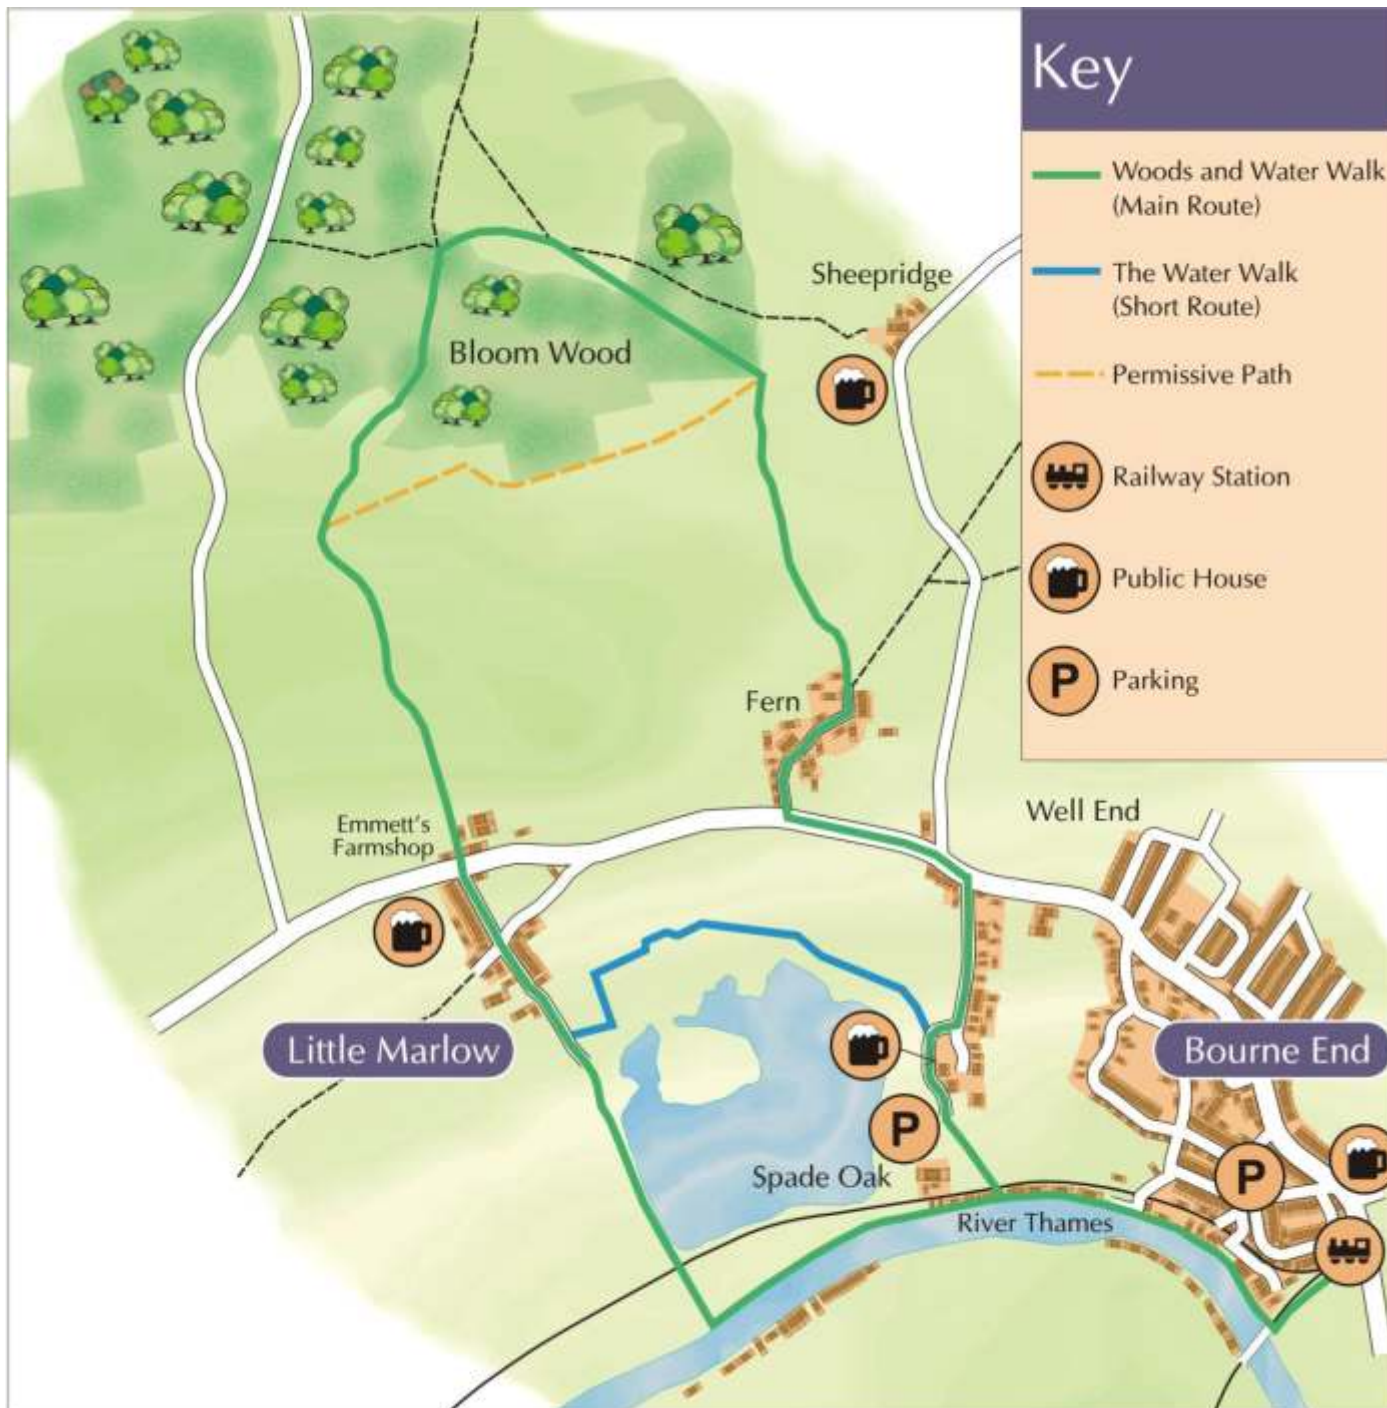 Key
Woods and Water Walk
(Main Route)
The Water Walk
(Short Route)
Permissive Path
Railway Station
Public House
P
Parking
Sheepridge
Bloom Wood
Fern
Emmett's
Farmshop
Well End
Little Marlow
Bourne End
P
Spade Oak
P
River Thames